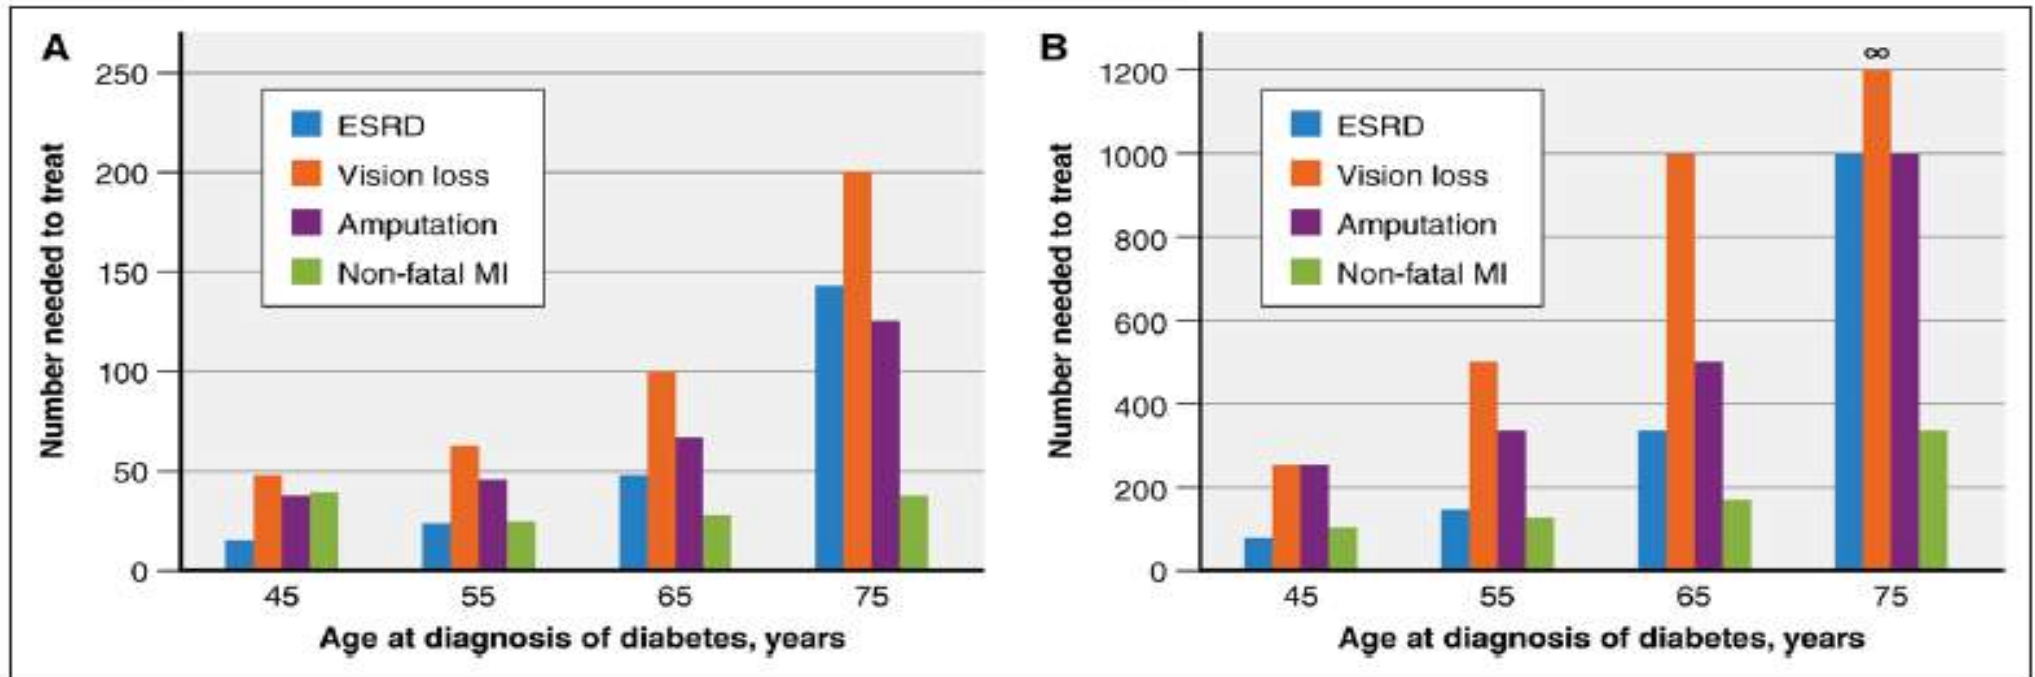 A
Number needed to treat
250
200
150
100
50
0
ESRD
Vision loss
Amputation
Non-fatal MI
45 55 65 75
Age at diagnosis of diabetes, years
B
Number needed to treat
1200
1000
800
600
400
200
0
∞
ESRD
Vision loss
Amputation
Non-fatal MI
45 55 65 75
Age at diagnosis of diabetes, years